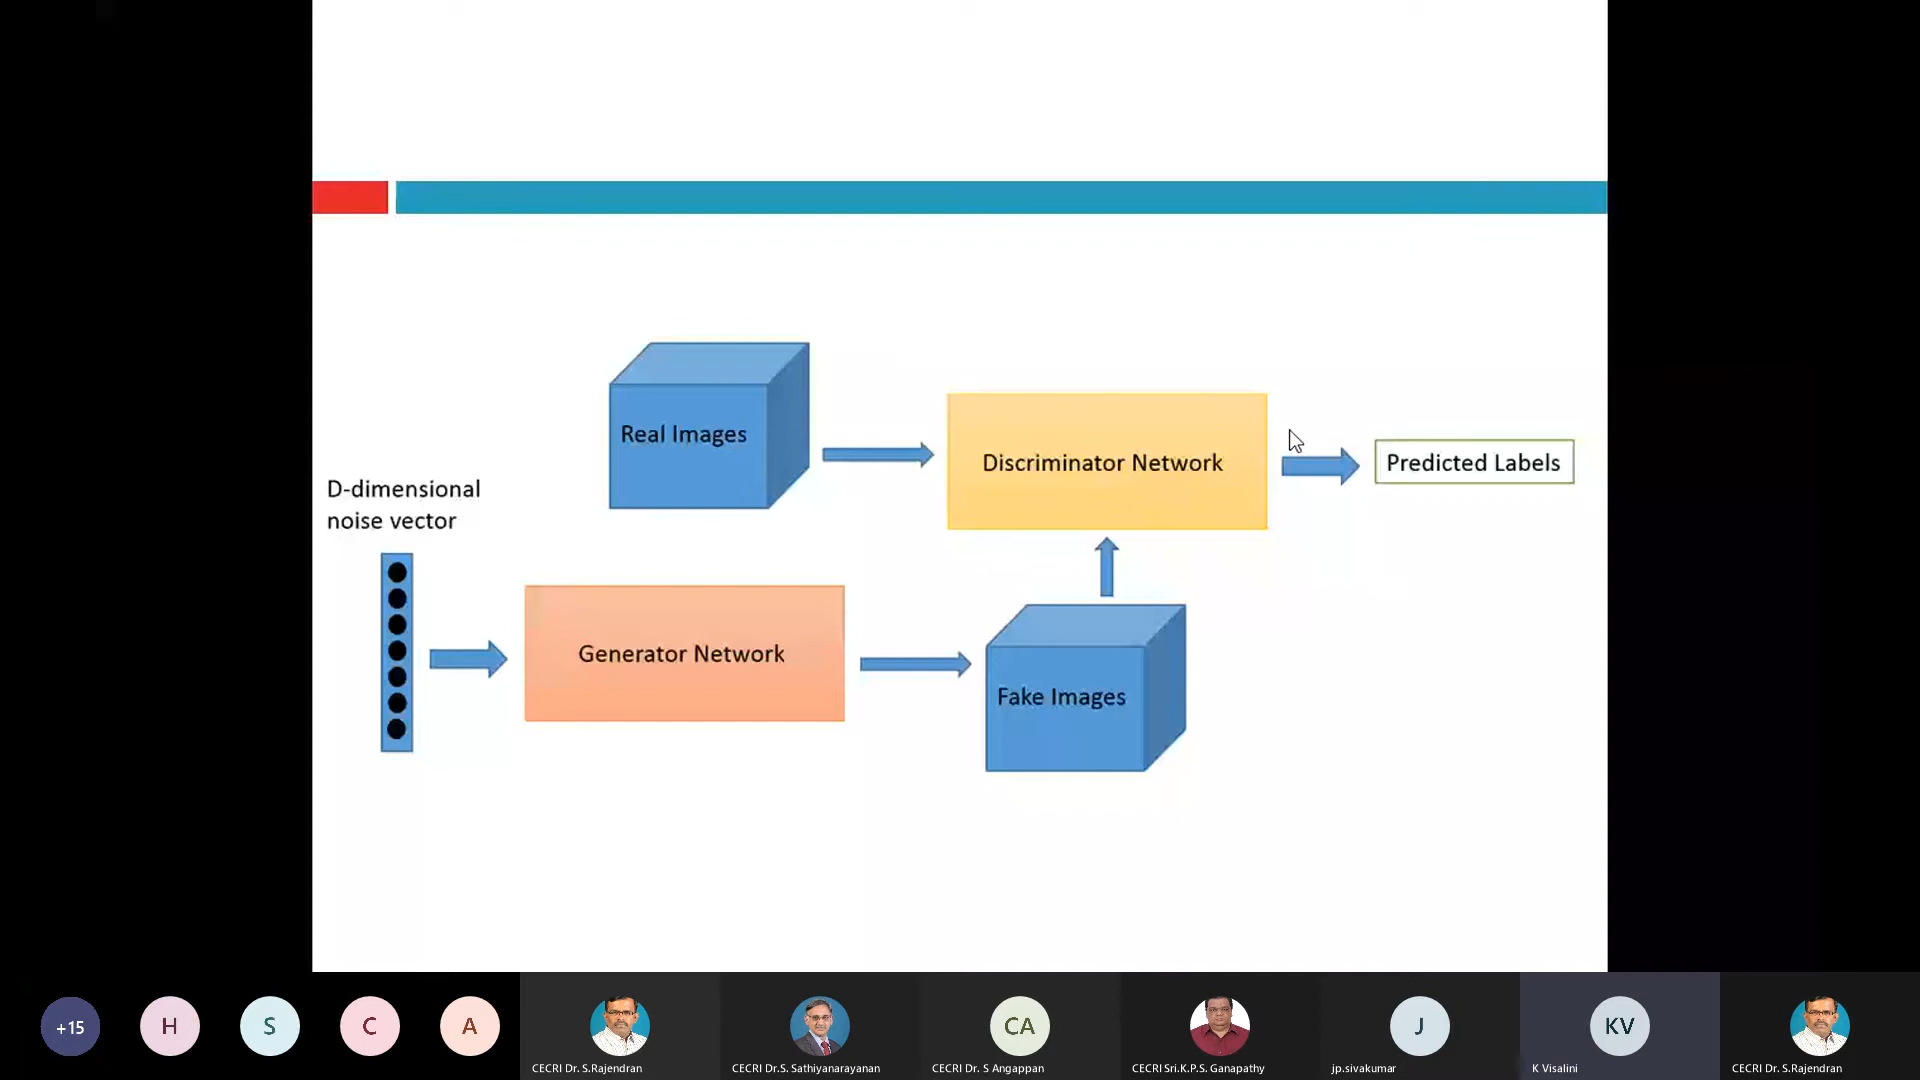 Real Images
Discriminator Network
Predicted Labels
D-dimensional
noise vector
Generator Network
Fake Images
+15
H
S
C
A
CA
J
KV
CECRI Dr. S.Rajendran
CECRI Dr.S. Sathiyanarayanan
CECRI Dr. S Angappan
CECRI Sri.K.P.S. Ganapathy
jp.sivakumar
K Visalini
CECRI Dr. S.Rajendran